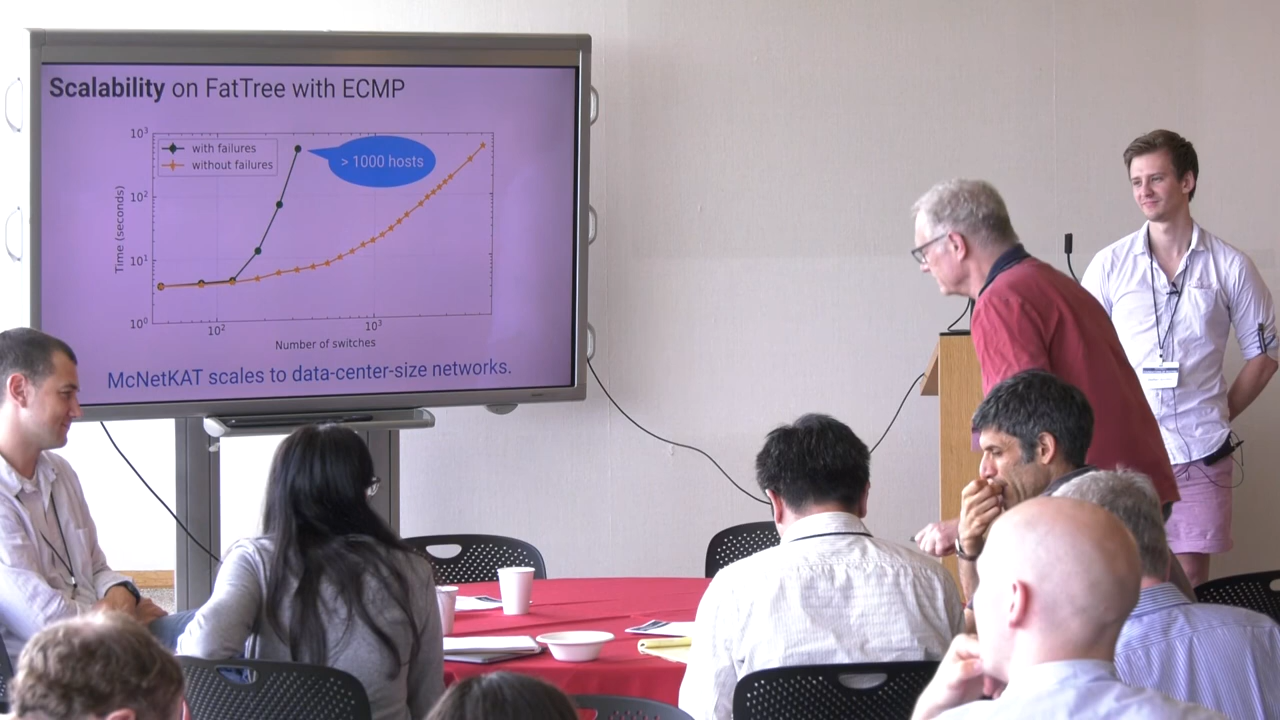 Scalability on FatTree with ECMP
10³
with failures
without failures
> 1000 hosts
10²
Time (seconds)
10¹
10⁰
10²
10³
Number of switches
McNetKAT scales to data-center-size networks.